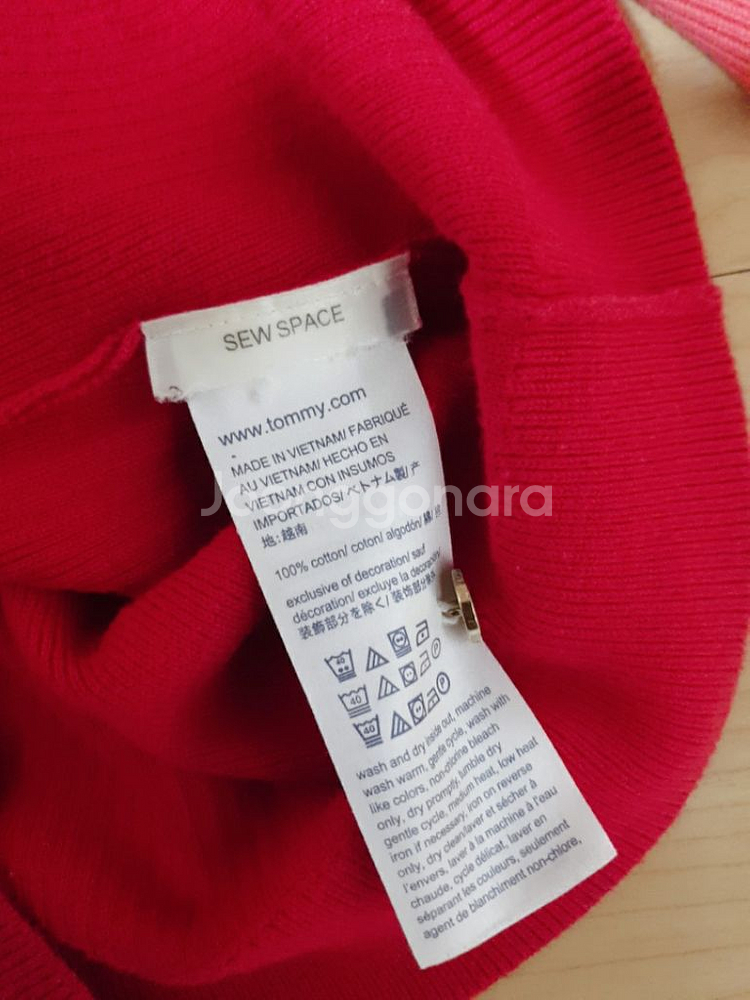 SEW SPACE
www.tommy.com
MADE IN VIETNAM/ FABRIQUÉ
AU VIETNAM/ HECHO EN
VIETNAM CON INSUMOS
IMPORTADOS/ ベトナム製/ 产
地: 越南
Joonggonara
100% cotton/ coton/ algodón/ 綿/
exclusive of decoration/ sauf
décoration/ excluye la decoración/
装飾部分を除く/ 装饰部分
40
40
40
wash and dry inside out, machine
wash warm, gentle cycle, wash with
like colors, non-chlorine bleach
only, dry promptly, tumble dry
gentle cycle, medium heat, low heat
iron if necessary, iron on reverse
only, dry clean/ laver et sécher à
l'envers, laver à la machine à l'eau
chaude, cycle délicat, laver en
séparant les couleurs, seulement
agent de blanchiment non-chlore,